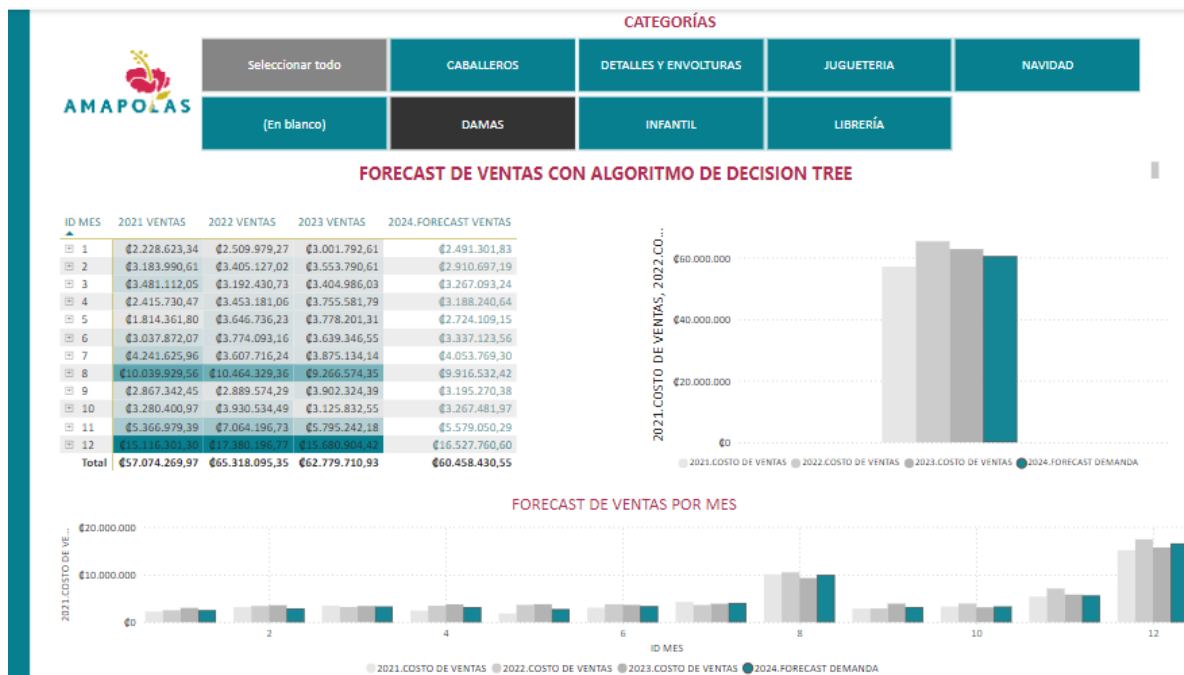 CATEGORÍAS
AMAPOLAS
Seleccionar todo
CABALLEROS
DETALLES Y ENVOLTURAS
JUGUETERIA
NAVIDAD
(En blanco)
DAMAS
INFANTIL
LIBRERÍA
FORECAST DE VENTAS CON ALGORITMO DE DECISION TREE
ID MES 2021 VENTAS 2022 VENTAS 2023 VENTAS 2024.FORECAST VENTAS
1 ₡2.228.623,34 ₡2.509.979,27 ₡3.001.792,61 ₡2.491.301,83
2 ₡3.183.990,61 ₡3.405.127,02 ₡3.553.790,61 ₡2.910.697,19
3 ₡3.481.112,05 ₡3.192.430,73 ₡3.404.986,03 ₡3.267.093,24
4 ₡2.415.730,47 ₡3.453.181,06 ₡3.755.581,79 ₡3.188.240,64
5 ₡1.814.361,80 ₡3.646.736,23 ₡3.778.201,31 ₡2.724.109,15
6 ₡3.037.872,07 ₡3.774.093,16 ₡3.639.346,55 ₡3.337.123,56
7 ₡4.241.625,96 ₡3.607.716,24 ₡3.875.134,14 ₡4.053.769,30
8 ₡10.039.929,56 ₡10.464.329,36 ₡9.266.574,35 ₡9.916.532,42
9 ₡2.867.342,45 ₡2.889.574,29 ₡3.902.324,39 ₡3.195.270,38
10 ₡3.280.400,97 ₡3.930.534,49 ₡3.125.832,55 ₡3.267.481,97
11 ₡5.366.979,39 ₡7.064.196,73 ₡5.795.242,18 ₡5.579.050,29
12 ₡15.116.301,30 ₡17.380.196,77 ₡15.680.904,42 ₡16.527.760,60
Total ₡57.074.269,97 ₡65.318.095,35 ₡62.779.710,93 ₡60.458.430,55
2021.COSTO DE VENTAS, 2022.CO...
₡60.000.000
₡40.000.000
₡20.000.000
₡0
2021.COSTO DE VENTAS 2022.COSTO DE VENTAS 2023.COSTO DE VENTAS 2024.FORECAST DEMANDA
FORECAST DE VENTAS POR MES
2021.COSTO DE VE...
₡20.000.000
₡10.000.000
₡0
2 4 6 8 10 12
ID MES
2021.COSTO DE VENTAS 2022.COSTO DE VENTAS 2023.COSTO DE VENTAS 2024.FORECAST DEMANDA